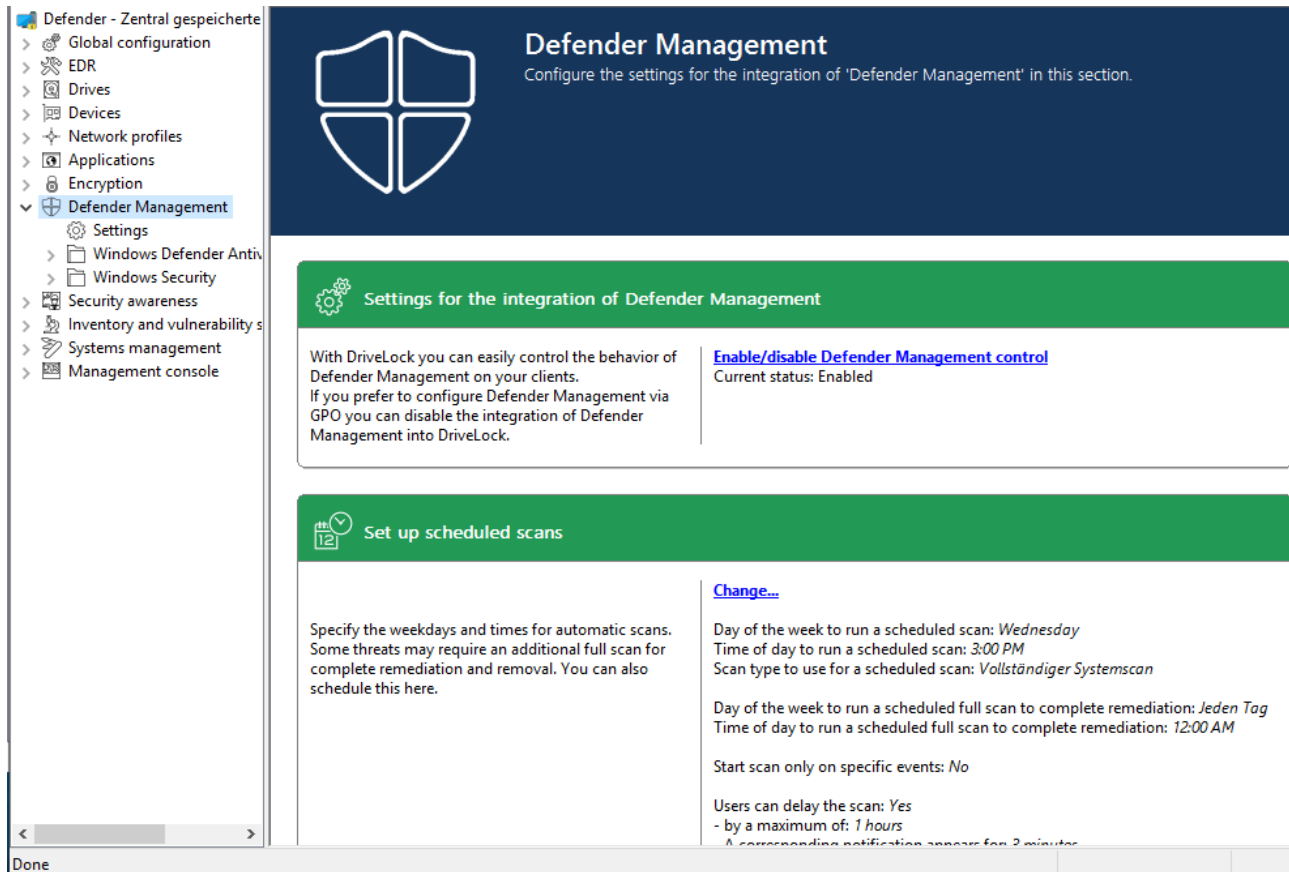 Defender - Zentral gespeicherte
Global configuration
EDR
Drives
Devices
Network profiles
Applications
Encryption
Defender Management
Settings
Windows Defender Antiv
Windows Security
Security awareness
Inventory and vulnerability s
Systems management
Management console
Defender Management
Configure the settings for the integration of 'Defender Management' in this section.
Settings for the integration of Defender Management
With DriveLock you can easily control the behavior of
Defender Management on your clients.
If you prefer to configure Defender Management via
GPO you can disable the integration of Defender
Management into DriveLock.
Enable/disable Defender Management control
Current status: Enabled
12
Set up scheduled scans
Specify the weekdays and times for automatic scans.
Some threats may require an additional full scan for
complete remediation and removal. You can also
schedule this here.
Change...
Day of the week to run a scheduled scan: Wednesday
Time of day to run a scheduled scan: 3:00 PM
Scan type to use for a scheduled scan: Vollständiger Systemscan
Day of the week to run a scheduled full scan to complete remediation: Jeden Tag
Time of day to run a scheduled full scan to complete remediation: 12:00 AM
Start scan only on specific events: No
Users can delay the scan: Yes
- by a maximum of: 1 hours
A corresponding notification appears for: 3 minutes
Done